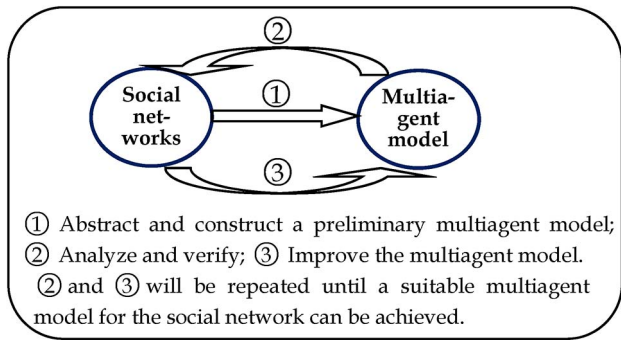 ②
Social
net-
works
①
Multia-
gent
model
③
① Abstract and construct a preliminary multiagent model;
② Analyze and verify; ③ Improve the multiagent model.
② and ③ will be repeated until a suitable multiagent
model for the social network can be achieved.